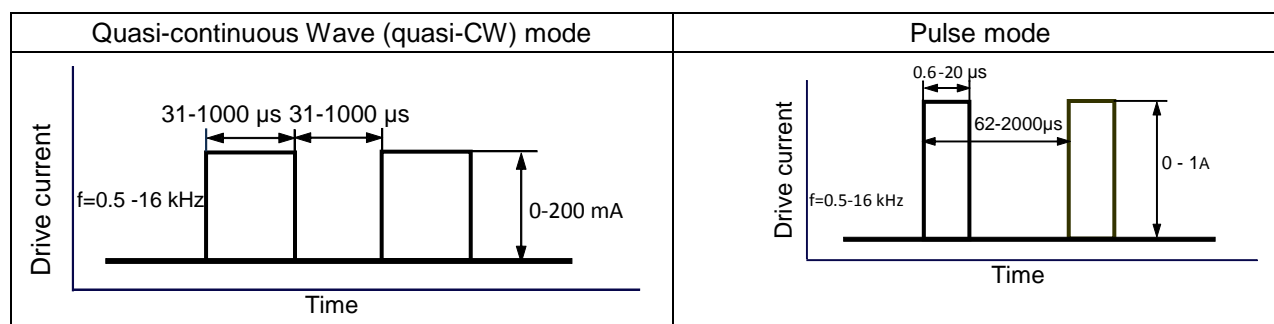 Quasi-continuous Wave (quasi-CW) mode
Drive current
31-1000 µs 31-1000 µs
f=0.5 -16 kHz
0-200 mA
Time
Pulse mode
Drive current
0.6-20 µs
62-2000µs
0 - 1A
f=0.5-16 kHz
Time